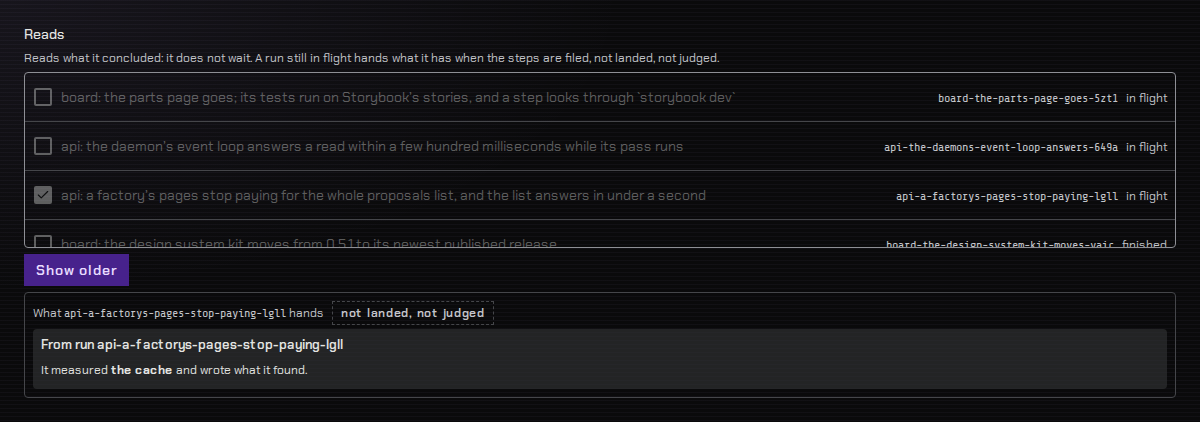 Reads
Reads what it concluded: it does not wait. A run still in flight hands what it has when the steps are filed, not landed, not judged.
board: the parts page goes; its tests run on Storybook's stories, and a step looks through `storybook dev` board-the-parts-page-goes-5zt1 in flight
api: the daemon's event loop answers a read within a few hundred milliseconds while its pass runs api-the-daemons-event-loop-answers-649a in flight
api: a factory's pages stop paying for the whole proposals list, and the list answers in under a second api-a-factorys-pages-stop-paying-lgll in flight
board: the design system kit moves from 0.51 to its newest published release board-the-design-system-kit-moves-vaic finished
Show older
What api-a-factorys-pages-stop-paying-lgll hands not landed, not judged
From run api-a-factorys-pages-stop-paying-lgll
It measured the cache and wrote what it found.